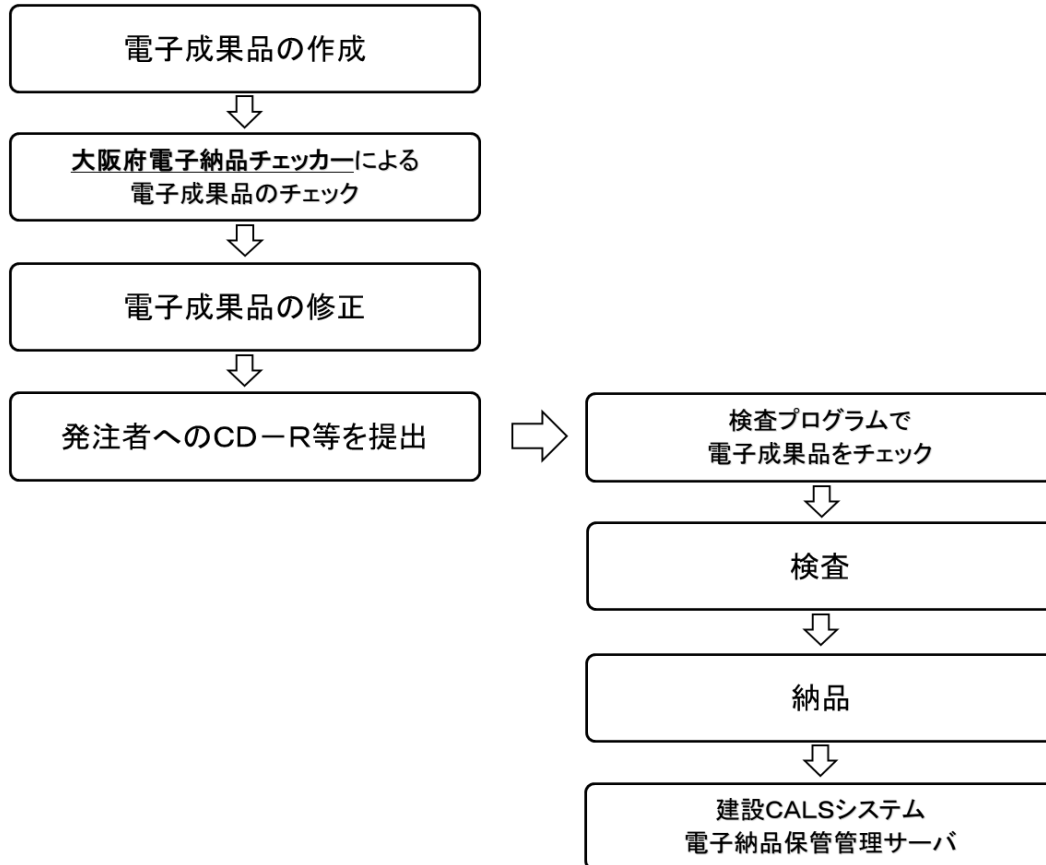 電子成果品の作成
大阪府電子納品チェッカーによる
電子成果品のチェック
電子成果品の修正
発注者へのCD－R等を提出
検査プログラムで
電子成果品をチェック
検査
納品
建設CALSシステム
電子納品保管管理サーバ